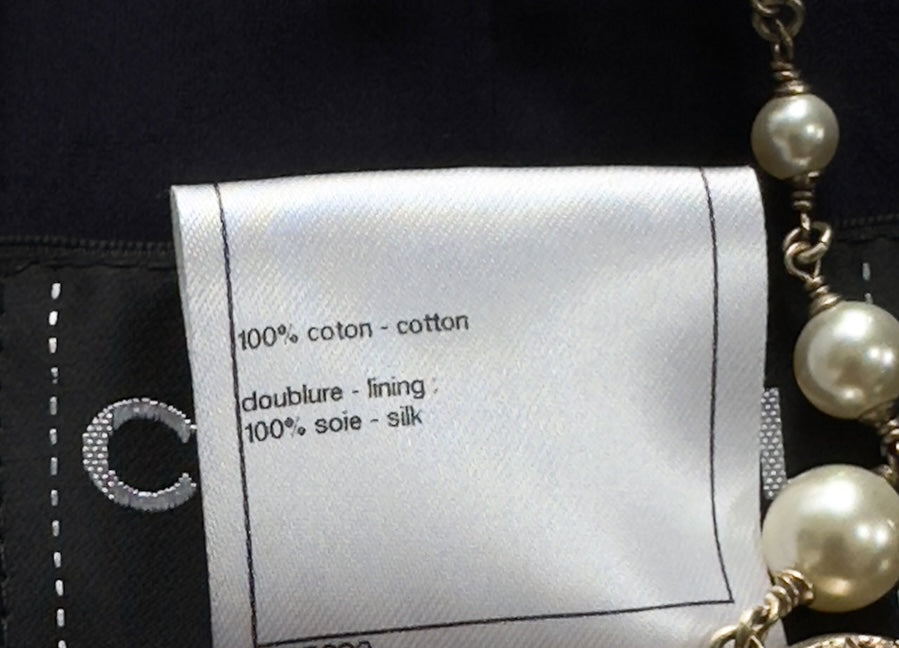 100% coton - cotton
doublure - lining :
100% soie - silk
C